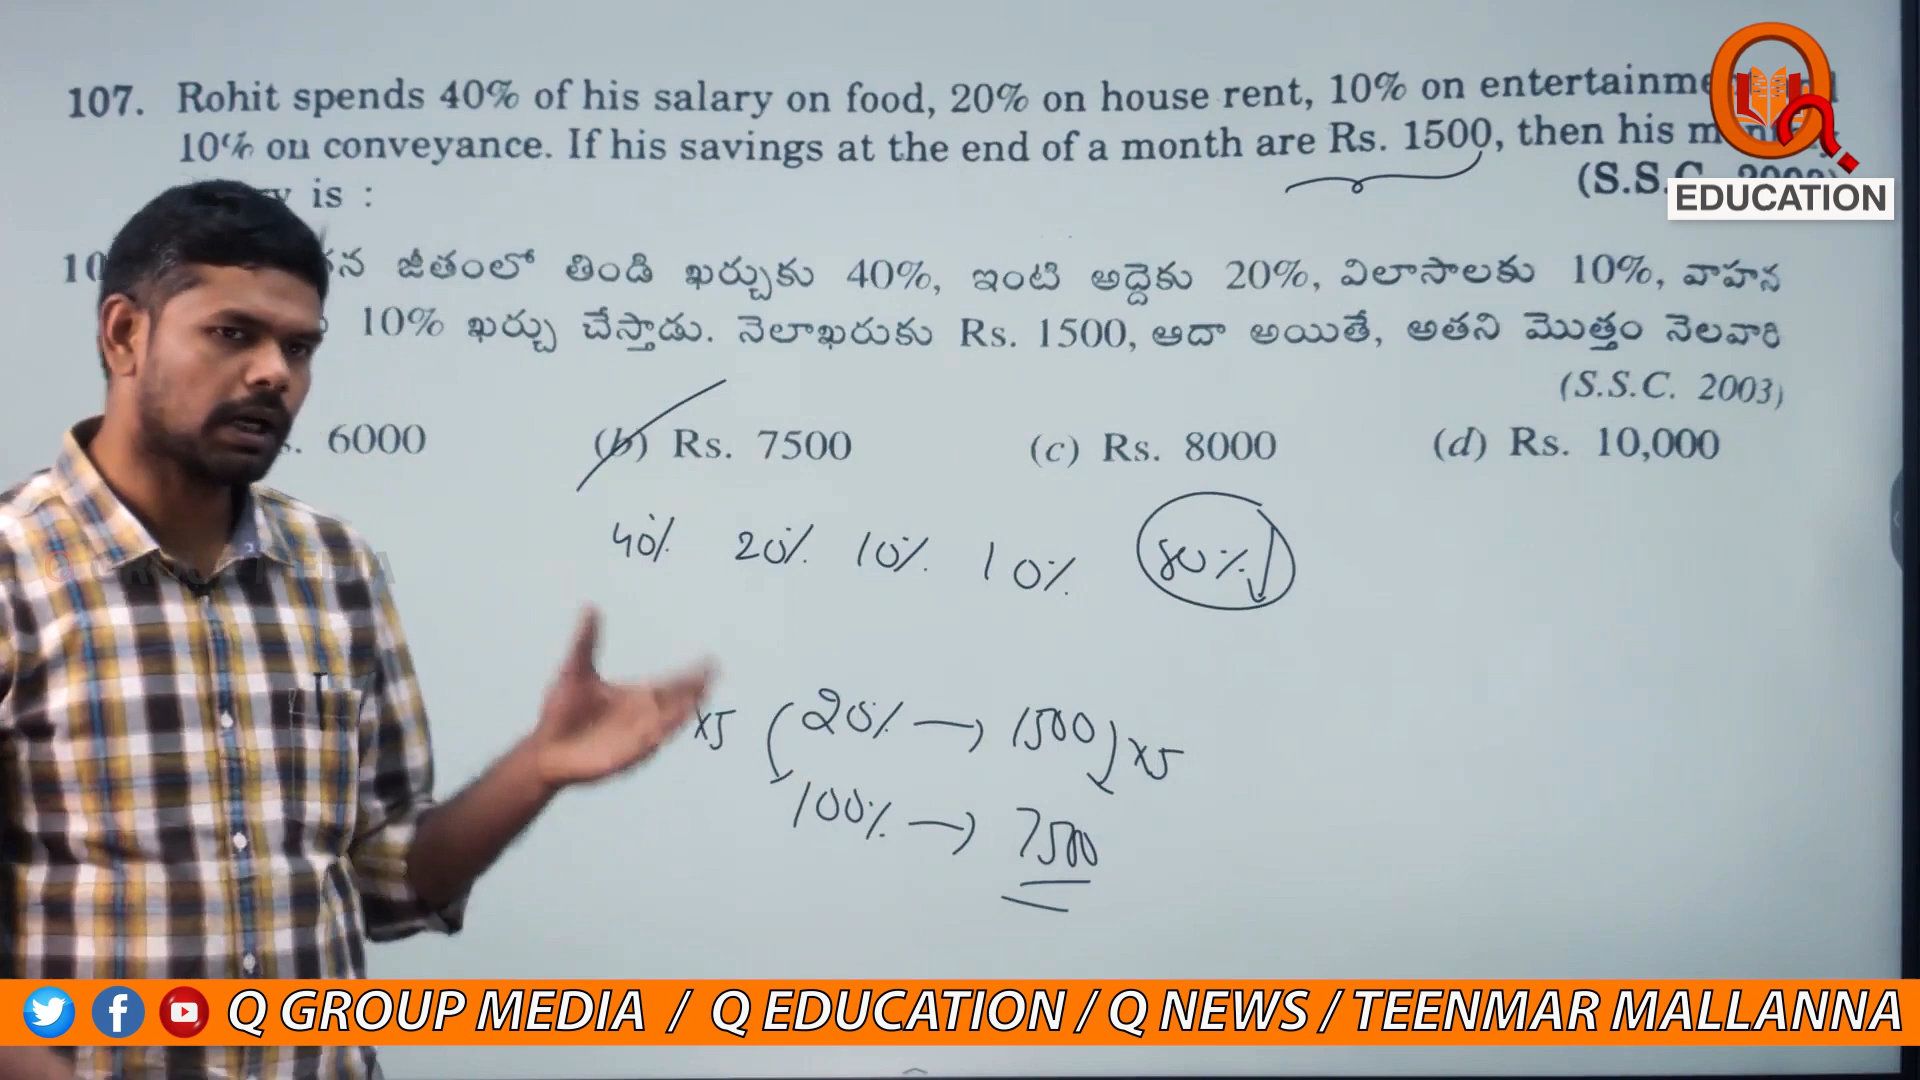 107. Rohit spends 40% of his salary on food, 20% on house rent, 10% on entertainme
10% on conveyance. If his savings at the end of a month are Rs. 1500, then his
is :
(S.S.C. 2003)
EDUCATION
జీతంలో తిండి ఖర్చుకు 40%, ఇంటి అద్దెకు 20%, విలాసాలకు 10%, వాహన
10% ఖర్చు చేస్తాడు. నెలాఖరుకు Rs. 1500, ఆదా అయితే, అతని మొత్తం నెలవారి
(S.S.C. 2003)
6000 (b) Rs. 7500 (c) Rs. 8000 (d) Rs. 10,000
40% 20% 10% 10% 80%
Q GROUP MEDIA
x5 20% → 1500 x5
100% → 7500
Q GROUP MEDIA / Q EDUCATION / Q NEWS / TEENMAR MALLANNA